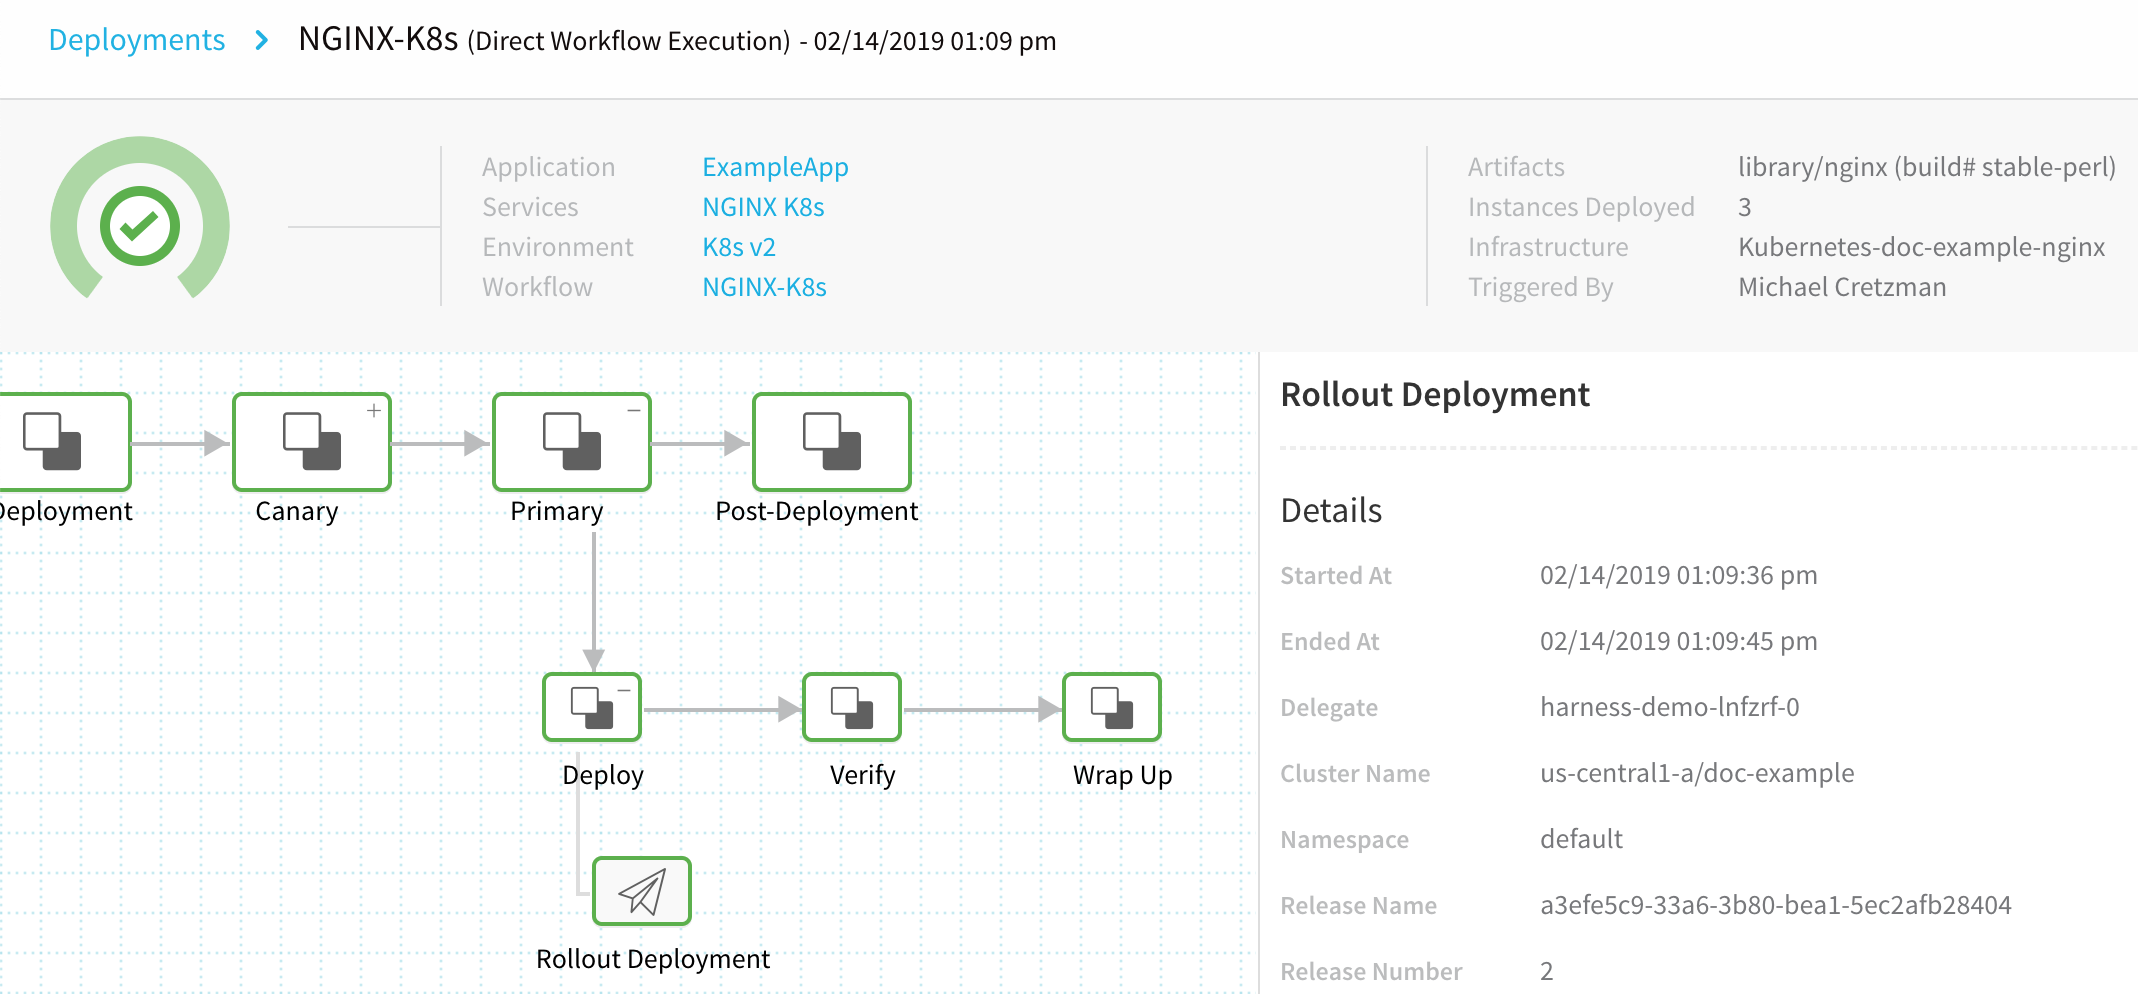 Deployments > NGINX-K8s (Direct Workflow Execution) - 02/14/2019 01:09 pm
Application ExampleApp
Services NGINX K8s
Environment K8s v2
Workflow NGINX-K8s
Artifacts library/nginx (build# stable-perl)
Instances Deployed 3
Infrastructure Kubernetes-doc-example-nginx
Triggered By Michael Cretzman
Deployment
Canary
Primary
Post-Deployment
Deploy
Verify
Wrap Up
Rollout Deployment
Rollout Deployment
Details
Started At 02/14/2019 01:09:36 pm
Ended At 02/14/2019 01:09:45 pm
Delegate harness-demo-lnfzrf-0
Cluster Name us-central1-a/doc-example
Namespace default
Release Name a3efe5c9-33a6-3b80-bea1-5ec2afb28404
Release Number 2